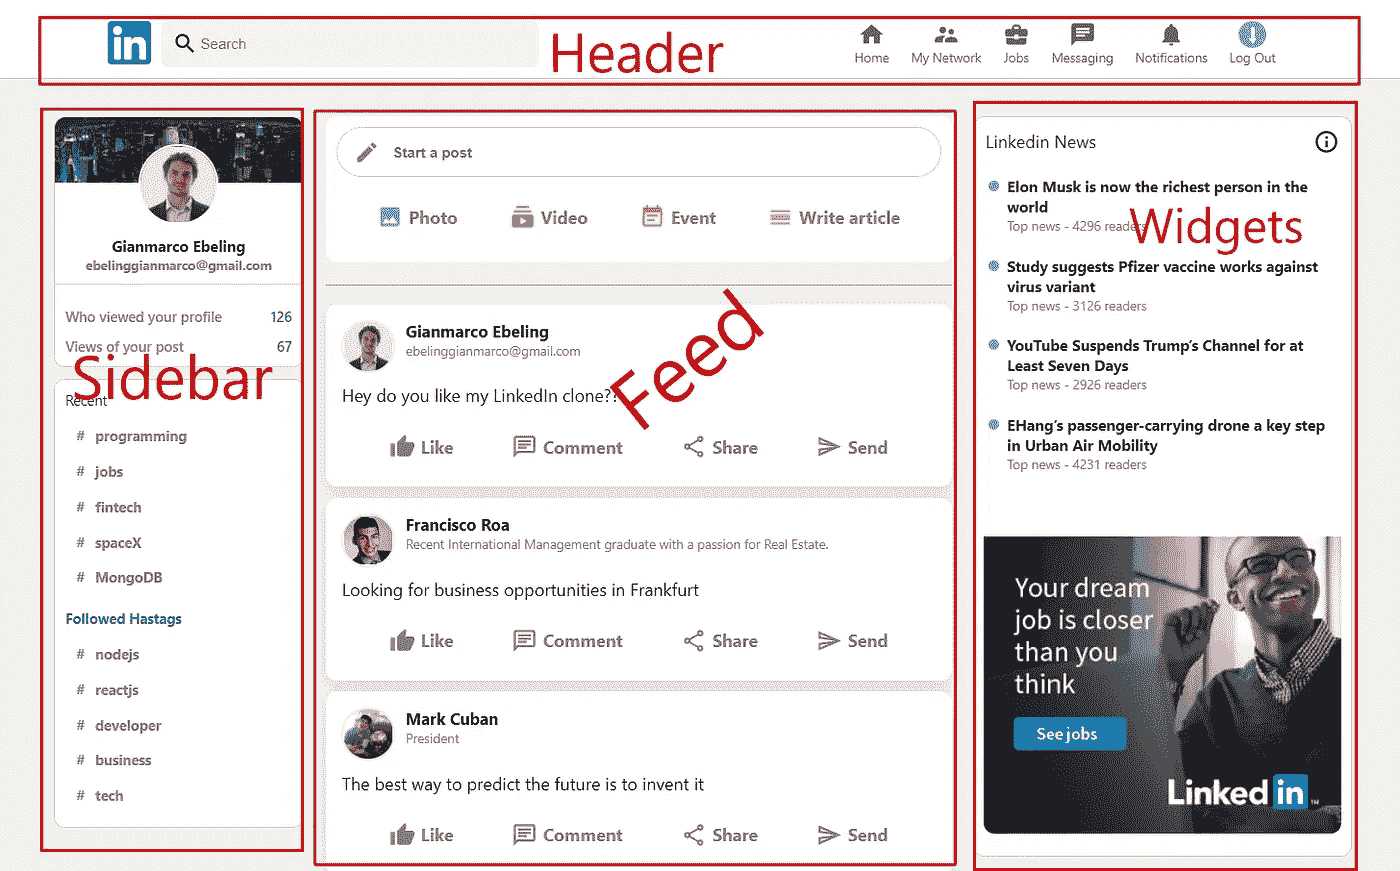 in
Search
Header
Home
My Network
Jobs
Messaging
Notifications
Log Out
Gianmarco Ebeling
ebelinggianmarco@gmail.com
Who viewed your profile 126
Views of your post 67
Sidebar
Recent
# programming
# jobs
# fintech
# spaceX
# MongoDB
Followed Hastags
# nodejs
# reactjs
# developer
# business
# tech
Start a post
Photo
Video
Event
Write article
Feed
Gianmarco Ebeling
ebelinggianmarco@gmail.com
Hey do you like my LinkedIn clone??
Like
Comment
Share
Send
Francisco Roa
Recent International Management graduate with a passion for Real Estate.
Looking for business opportunities in Frankfurt
Like
Comment
Share
Send
Mark Cuban
President
The best way to predict the future is to invent it
Like
Comment
Share
Send
Linkedin News
Elon Musk is now the richest person in the
world
Top news - 4296 readers
Widgets
Study suggests Pfizer vaccine works against
virus variant
Top news - 3126 readers
YouTube Suspends Trump's Channel for at
Least Seven Days
Top news - 2926 readers
EHang's passenger-carrying drone a key step
in Urban Air Mobility
Top news - 4231 readers
Your dream
job is closer
than you
think
See jobs
Linked in ™